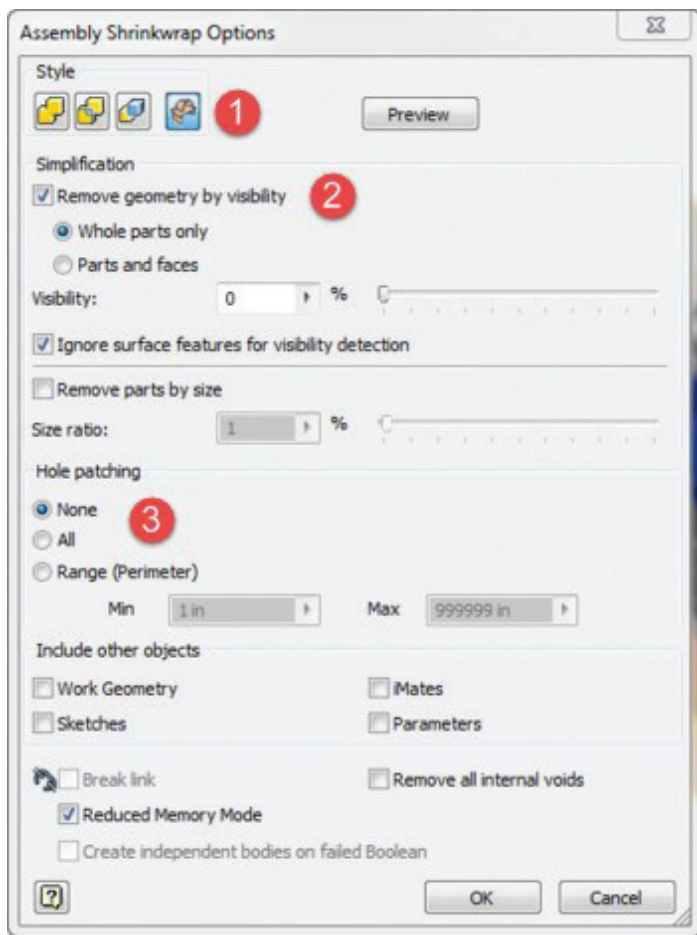 Assembly Shrinkwrap Options
Style
1
Preview
Simplification
Remove geometry by visibility
2
Whole parts only
Parts and faces
Visibility: 0 %
Ignore surface features for visibility detection
Remove parts by size
Size ratio: 1 %
Hole patching
None
3
All
Range (Perimeter)
Min 1 in Max 999999 in
Include other objects
Work Geometry iMates
Sketches Parameters
Break link Remove all internal voids
Reduced Memory Mode
Create independent bodies on failed Boolean
? OK Cancel